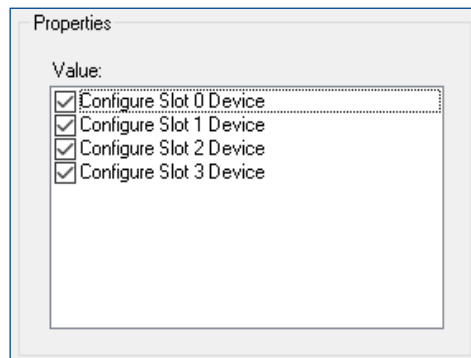 Properties
Value:
Configure Slot 0 Device
Configure Slot 1 Device
Configure Slot 2 Device
Configure Slot 3 Device